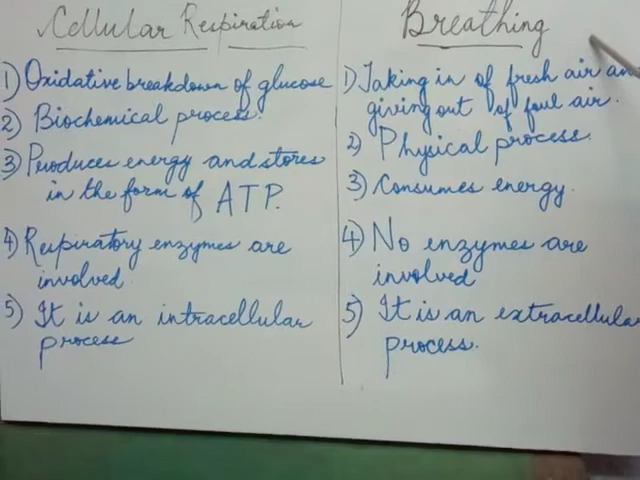 Cellular Respiration
1) Oxidative breakdown of glucose
2) Biochemical process.
3) Produces energy and stores
in the form of ATP.
4) Respiratory enzymes are
involved.
5) It is an intracellular
process
Breathing
1) Taking in of fresh air an
giving out of foul air.
2) Physical process.
3) Consumes energy.
4) No enzymes are
involved
5) It is an extracellular
process.